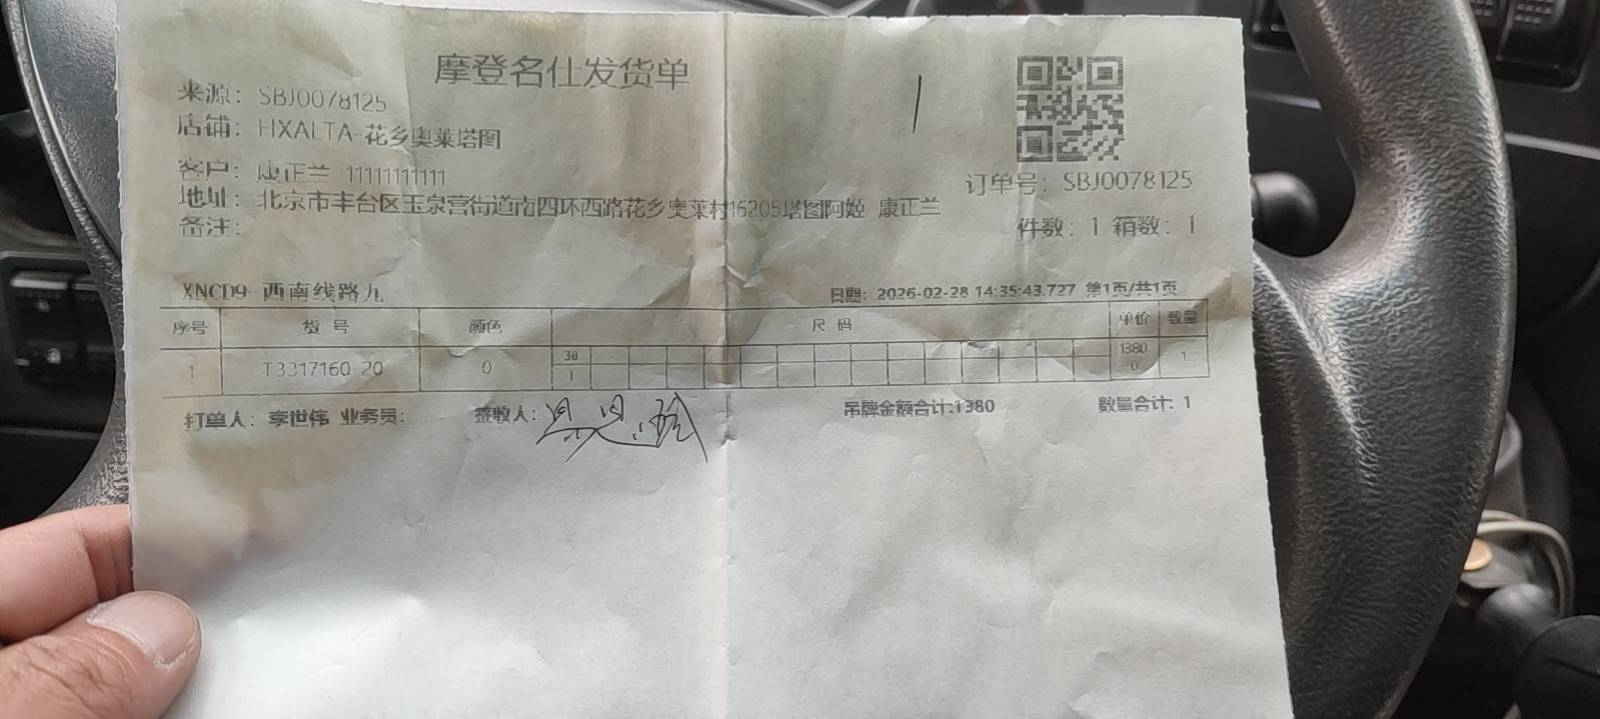 摩登名仕发货单
来源：SBJ0078125
店铺：HXALTA-花乡奥莱塔图
客户：康正兰 11111111111
订单号：SBJ0078125
地址：北京市丰台区玉泉营街道南四环西路花乡奥莱村16205塔图阿姬 康正兰
备注：
件数：1 箱数：1
XNCD9-西南线路九
日期：2026-02-28 14:35:43.727 第1页/共1页
序号 货号 颜色 尺码 单价 数量
1 T3317160-20 0 38 1380 1
1 0
打单人：李世伟 业务员： 签收人： 吊牌金额合计:1380 数量合计: 1